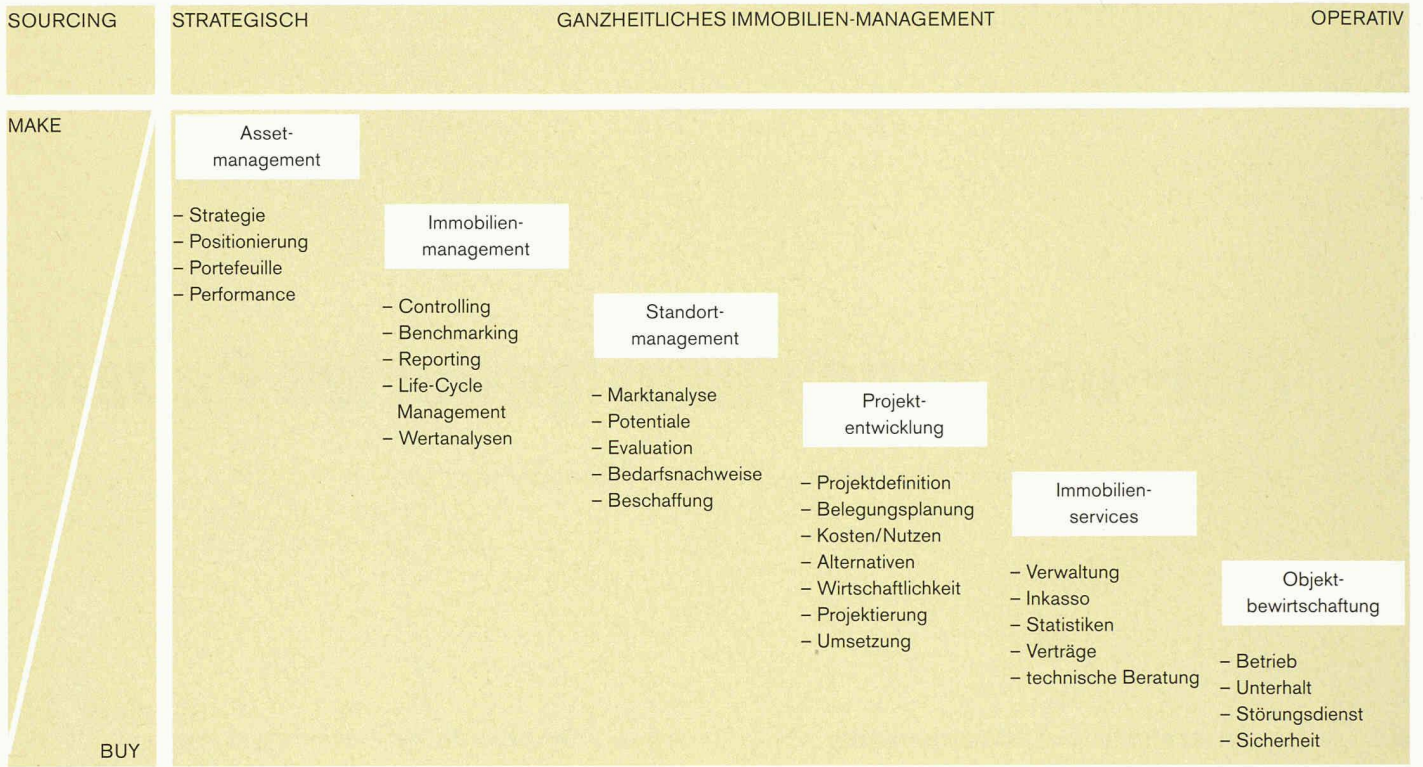 SOURCING
STRATEGISCH
GANZHEITLICHES IMMOBILIEN-MANAGEMENT
OPERATIV
MAKE
BUY
Asset-
management
– Strategie
– Positionierung
– Portefeuille
– Performance
Immobilien-
management
– Controlling
– Benchmarking
– Reporting
– Life-Cycle
Management
– Wertanalysen
Standort-
management
– Marktanalyse
– Potentiale
– Evaluation
– Bedarfsnachweise
– Beschaffung
Projekt-
entwicklung
– Projektdefinition
– Belegungsplanung
– Kosten/Nutzen
– Alternativen
– Wirtschaftlichkeit
– Projektierung
– Umsetzung
Immobilien-
services
– Verwaltung
– Inkasso
– Statistiken
– Verträge
– technische Beratung
Objekt-
bewirtschaftung
– Betrieb
– Unterhalt
– Störungsdienst
– Sicherheit